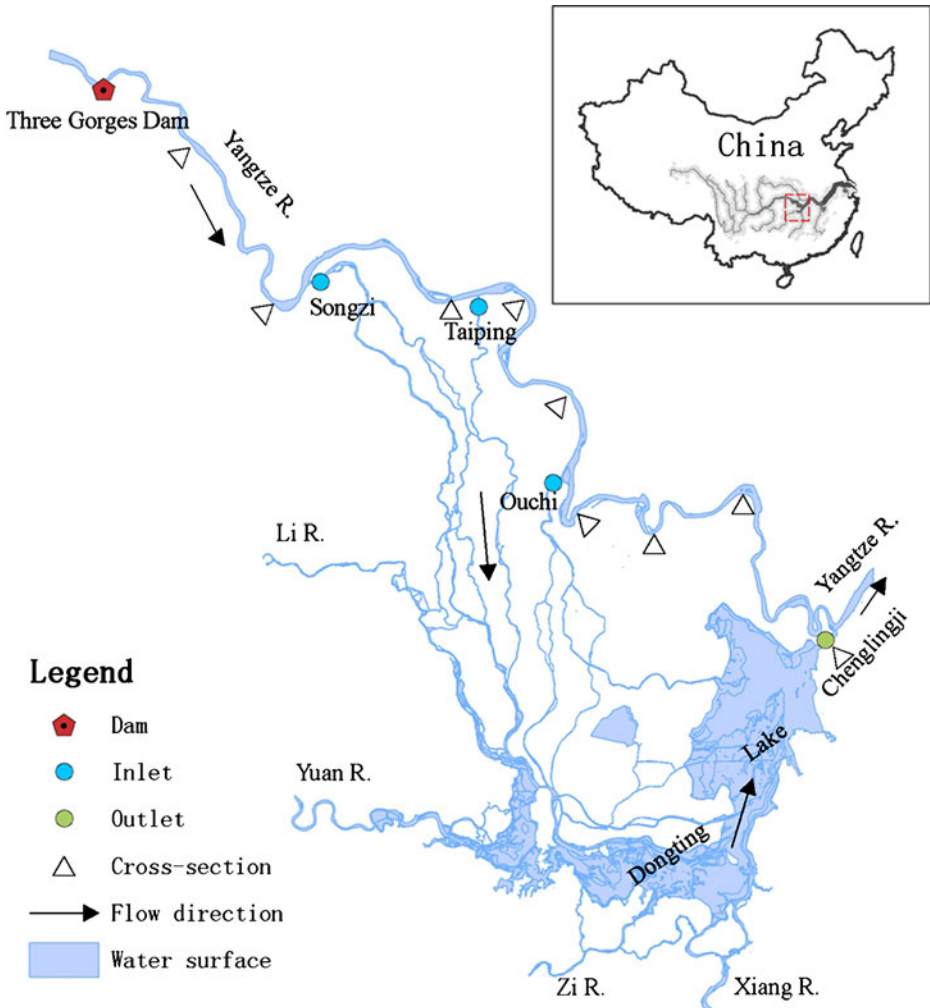 Three Gorges Dam
Yangtze R.
China
Songzi
Taiping
Ouchi
Li R.
Yangtze R.
Chenglingji
Legend
Dam
Inlet
Outlet
Cross-section
Flow direction
Water surface
Yuan R.
Lake
Dongting
Zi R.
Xiang R.